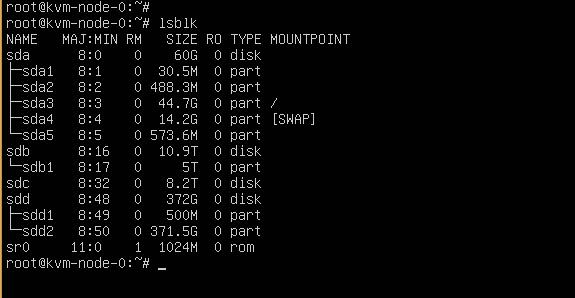 root@kvm-node-0:~#
root@kvm-node-0:~# lsblk
NAME   MAJ:MIN RM   SIZE RO TYPE MOUNTPOINT
sda      8:0    0    60G  0 disk
├─sda1   8:1    0  30.5M  0 part
├─sda2   8:2    0 488.3M  0 part
├─sda3   8:3    0  44.7G  0 part /
├─sda4   8:4    0  14.2G  0 part [SWAP]
└─sda5   8:5    0 573.6M  0 part
sdb      8:16   0  10.9T  0 disk
└─sdb1   8:17   0     5T  0 part
sdc      8:32   0   8.2T  0 disk
sdd      8:48   0   372G  0 disk
├─sdd1   8:49   0   500M  0 part
└─sdd2   8:50   0 371.5G  0 part
sr0     11:0    1  1024M  0 rom
root@kvm-node-0:~# _